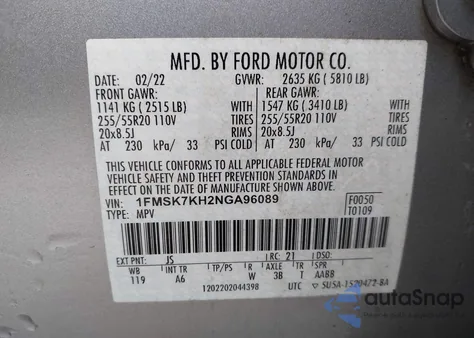 MFD. BY FORD MOTOR CO.
DATE: 02/22 GVWR: 2635 KG ( 5810 LB)
FRONT GAWR: REAR GAWR:
1141 KG ( 2515 LB) WITH 1547 KG ( 3410 LB) WITH
255/55R20 110V TIRES 255/55R20 110V TIRES
20x8.5J RIMS 20x8.5J RIMS
AT 230 kPa/ 33 PSI COLD AT 230 kPa/ 33 PSI COLD
THIS VEHICLE CONFORMS TO ALL APPLICABLE FEDERAL MOTOR
VEHICLE SAFETY AND THEFT PREVENTION STANDARDS IN
EFFECT ON THE DATE OF MANUFACTURE SHOWN ABOVE.
VIN: 1FMSK7KH2NGA96089 F0050
TYPE: MPV T0109
EXT PNT: JS RC: 21 DSO:
WB INT TR TP/PS R AXLE TR
119 A6 W 3B T AABB
1202202044398 UTC
autoSnap